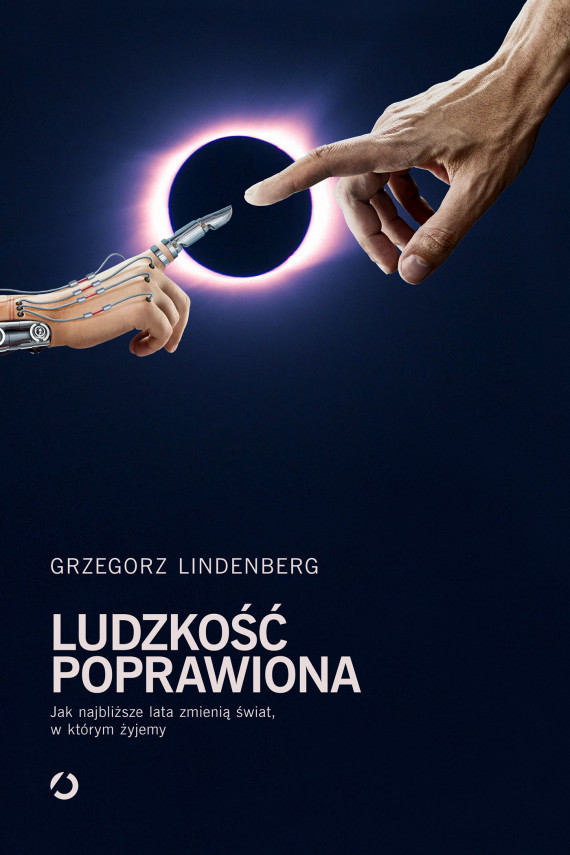 GRZEGORZ LINDENBERG
LUDZKOŚĆ
POPRAWIONA
Jak najbliższe lata zmienią świat,
w którym żyjemy